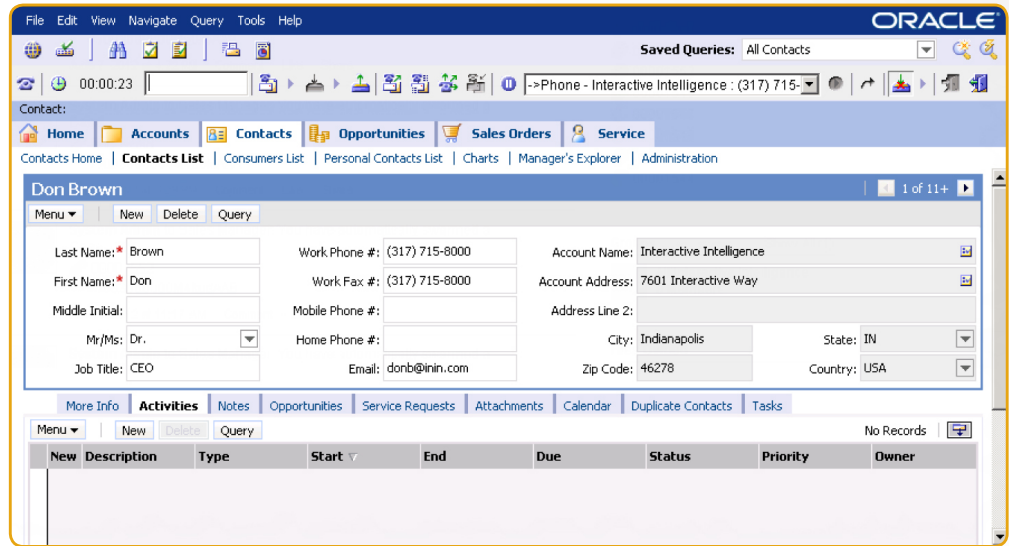 File Edit View Navigate Query Tools Help ORACLE
Saved Queries: All Contacts
00:00:23 ->Phone - Interactive Intelligence : (317) 715-
Contact:
Home Accounts Contacts Opportunities Sales Orders Service
Contacts Home | Contacts List | Consumers List | Personal Contacts List | Charts | Manager's Explorer | Administration
Don Brown 1 of 11+
Menu New Delete Query
Last Name:* Brown Work Phone #: (317) 715-8000 Account Name: Interactive Intelligence
First Name:* Don Work Fax #: (317) 715-8000 Account Address: 7601 Interactive Way
Middle Initial: Mobile Phone #: Address Line 2:
Mr/Ms: Dr. Home Phone #: City: Indianapolis State: IN
Job Title: CEO Email: donb@inin.com Zip Code: 46278 Country: USA
More Info Activities Notes Opportunities Service Requests Attachments Calendar Duplicate Contacts Tasks
Menu New Delete Query No Records
New Description Type Start End Due Status Priority Owner